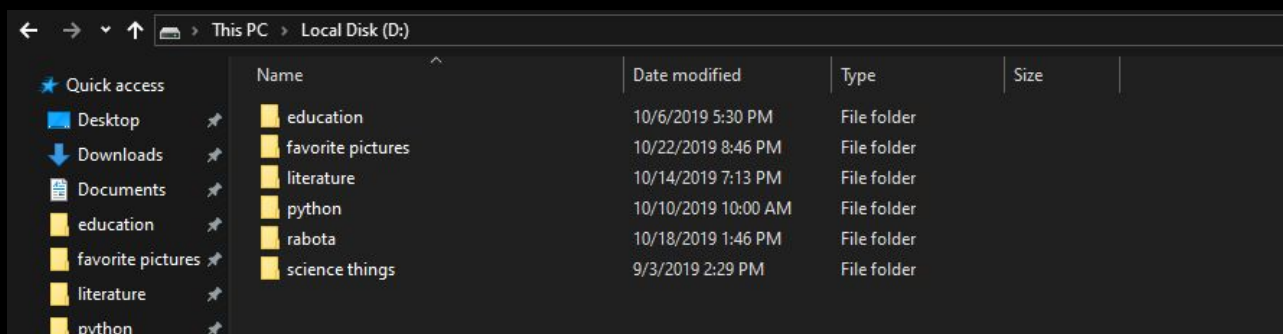 This PC > Local Disk (D:)
Name Date modified Type Size
Quick access
Desktop
Downloads
Documents
education
favorite pictures
literature
python
education 10/6/2019 5:30 PM File folder
favorite pictures 10/22/2019 8:46 PM File folder
literature 10/14/2019 7:13 PM File folder
python 10/10/2019 10:00 AM File folder
rabota 10/18/2019 1:46 PM File folder
science things 9/3/2019 2:29 PM File folder